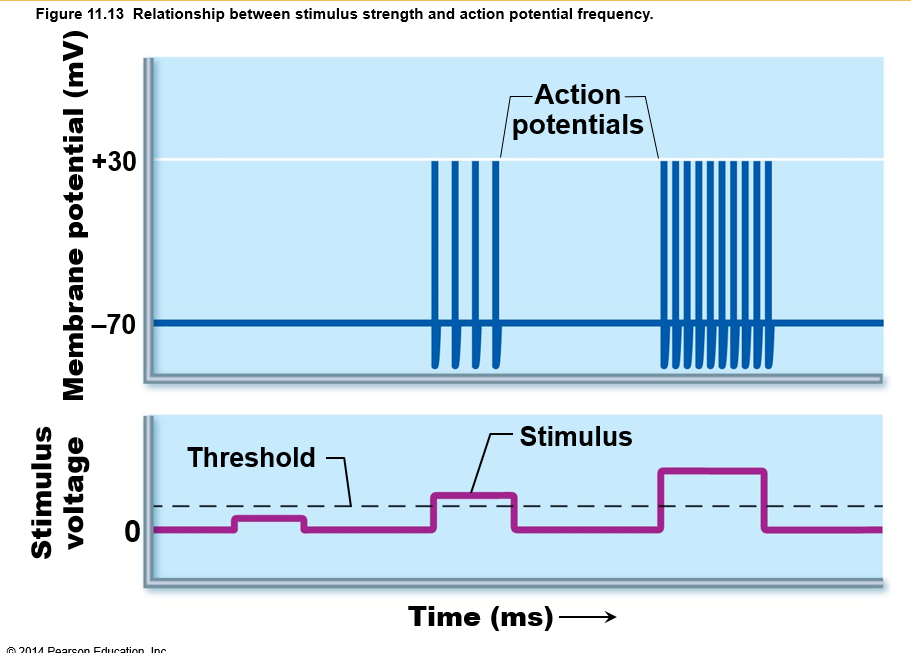 Figure 11.13 Relationship between stimulus strength and action potential frequency.
Membrane potential (mV)
Action
potentials
+30
–70
Stimulus
voltage
Threshold
Stimulus
0
Time (ms)
© 2014 Pearson Education, Inc.